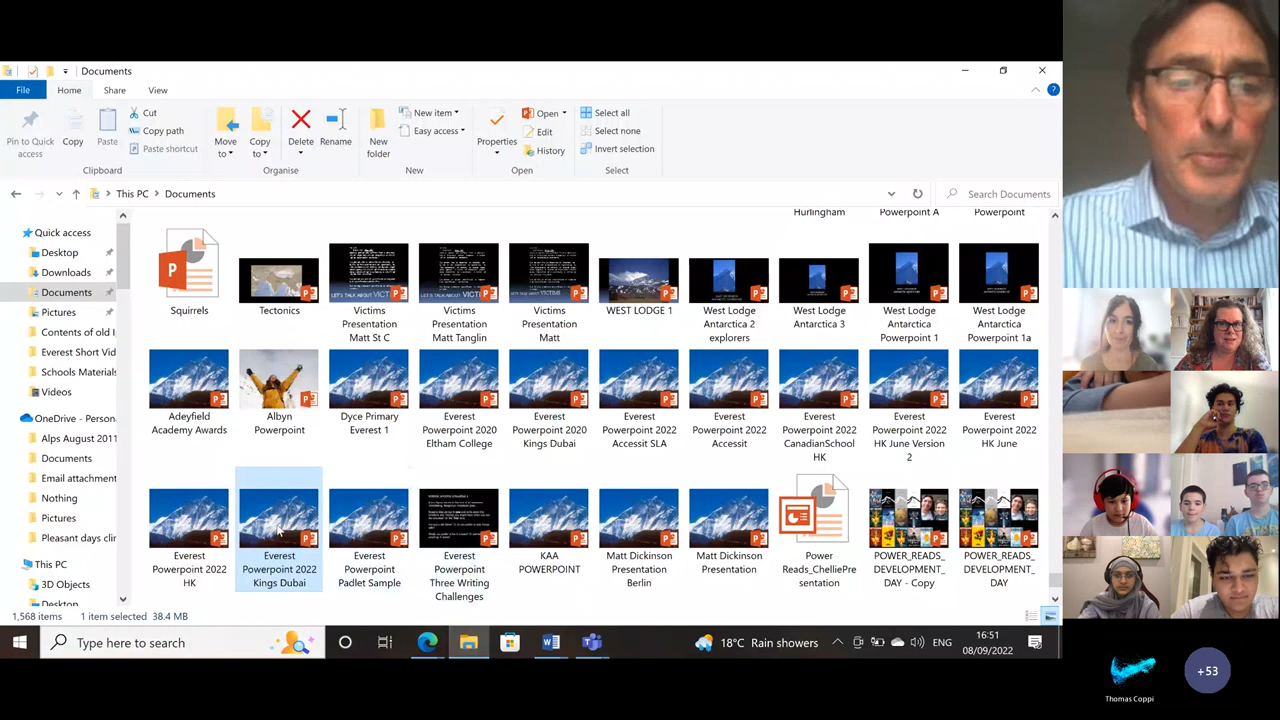 Documents
File Home Share View
Pin to Quick access
Copy
Paste
Cut
Copy path
Paste shortcut
Clipboard
Move to
Copy to
Delete
Rename
Organise
New folder
New item
Easy access
New
Properties
Open
Edit
History
Open
Select all
Select none
Invert selection
Select
This PC > Documents
Search Documents
Quick access
Desktop
Downloads
Documents
Pictures
Contents of old
Everest Short Vid
Schools Materials
Videos
OneDrive - Person
Alps August 2011
Documents
Email attachment
Nothing
Pictures
Pleasant days cli
This PC
3D Objects
Desktop
Hurlingham
Powerpoint A
Powerpoint
LET'S TALK ABOUT VICTI
Squirrels
Tectonics
Victims Presentation Matt St C
Victims Presentation Matt Tanglin
Victims Presentation Matt
WEST LODGE 1
West Lodge Antarctica 2 explorers
West Lodge Antarctica 3
West Lodge Antarctica Powerpoint 1
West Lodge Antarctica Powerpoint 1a
Adeyfield Academy Awards
Albyn Powerpoint
Dyce Primary Everest 1
Everest Powerpoint 2020 Eltham College
Everest Powerpoint 2020 Kings Dubai
Everest Powerpoint 2022 Accessit SLA
Everest Powerpoint 2022 Accessit
Everest Powerpoint 2022 CanadianSchool HK
Everest Powerpoint 2022 HK June Version 2
Everest Powerpoint 2022 HK June
Everest Powerpoint 2022 HK
Everest Powerpoint 2022 Kings Dubai
Everest Powerpoint Padlet Sample
Everest Powerpoint Three Writing Challenges
KAA POWERPOINT
Matt Dickinson Presentation Berlin
Matt Dickinson Presentation
Power Reads_ChelliePresentation
POWER_READS_DEVELOPMENT_DAY - Copy
POWER_READS_DEVELOPMENT_DAY
1,568 items 1 item selected 38.4 MB
Type here to search
18°C Rain showers
ENG
16:51
08/09/2022
Thomas Coppi
+53